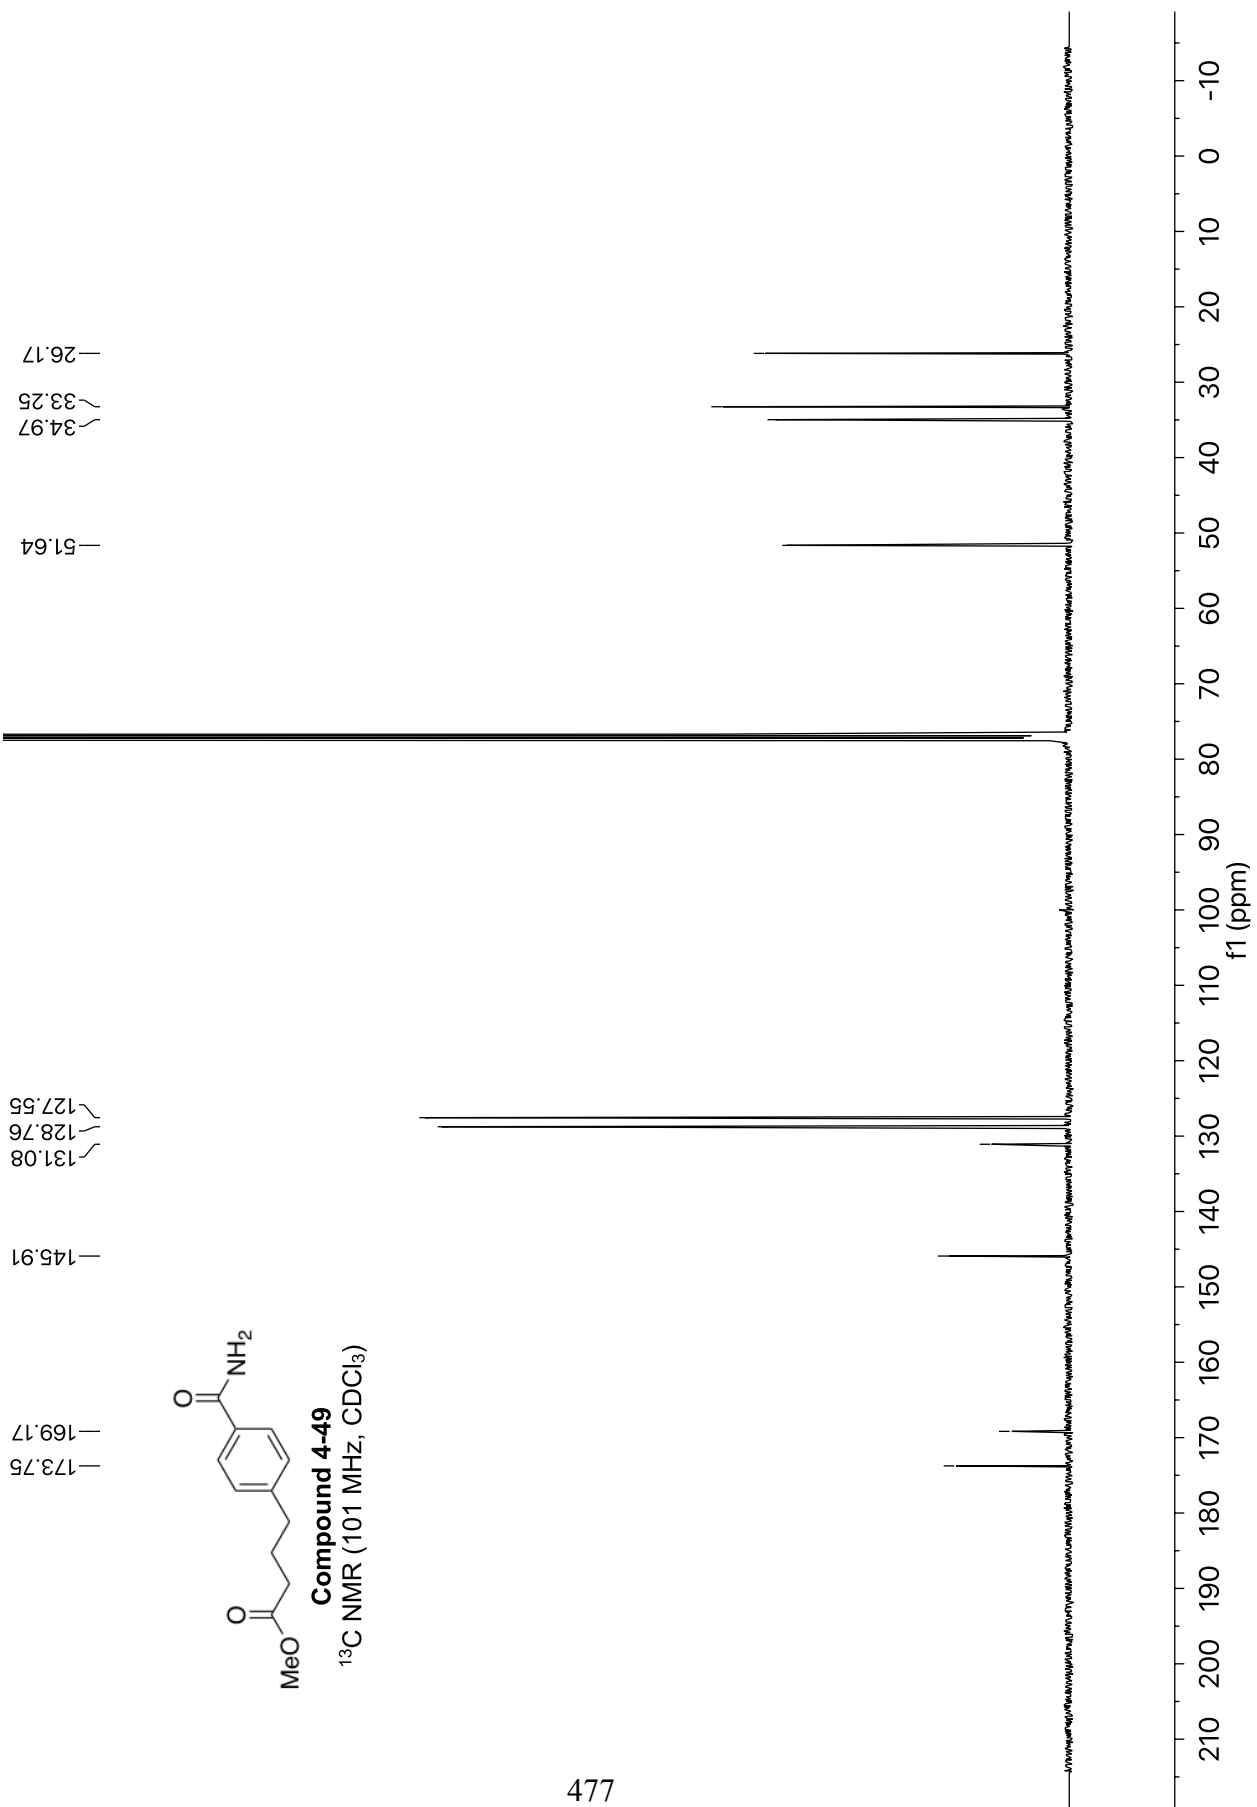 173.75
169.17
145.91
131.08
128.76
127.55
51.64
34.97
33.25
26.17
O
NH₂
O
MeO
Compound 4-49
¹³C NMR (101 MHz, CDCl₃)
210 200 190 180 170 160 150 140 130 120 110 100 90 80 70 60 50 40 30 20 10 0 -10
f1 (ppm)
477